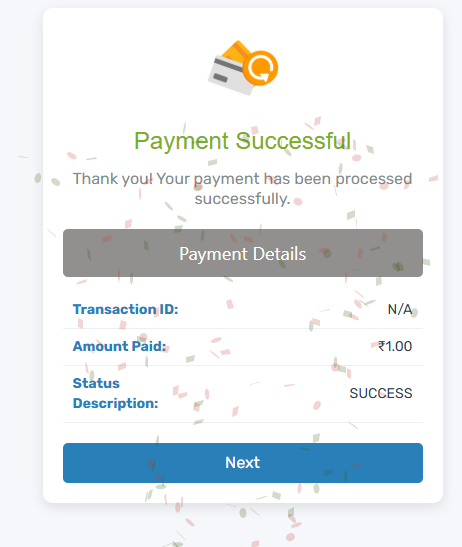 Payment Successful
Thank you! Your payment has been processed
successfully.
Payment Details
Transaction ID: N/A
Amount Paid: ₹1.00
Status
Description: SUCCESS
Next